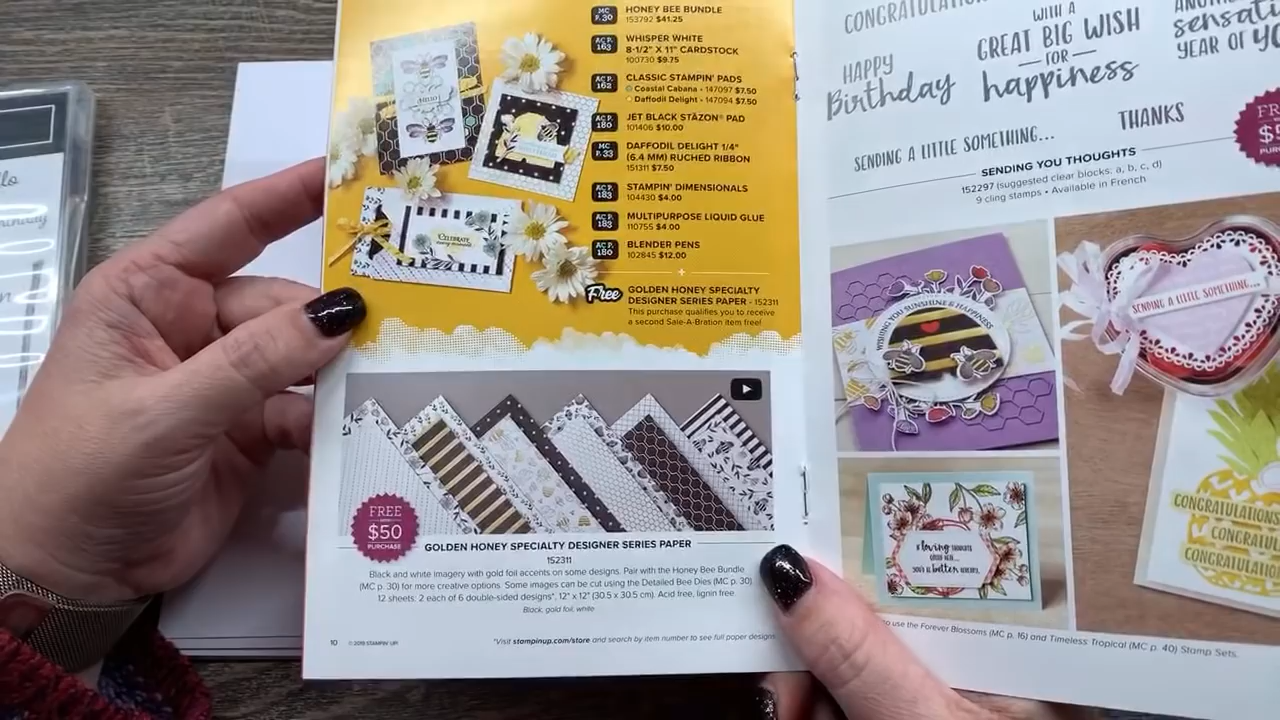 MC
P. 30
HONEY BEE BUNDLE
153792 $41.25
AC P.
163
WHISPER WHITE
8-1/2" X 11" CARDSTOCK
100730 $9.75
AC P.
162
CLASSIC STAMPIN' PADS
Coastal Cabana • 147097 $7.50
Daffodil Delight • 147094 $7.50
AC P.
180
JET BLACK STĀZON® PAD
101406 $10.00
MC
P. 33
DAFFODIL DELIGHT 1/4"
(6.4 MM) RUCHED RIBBON
151311 $7.50
AC P.
183
STAMPIN' DIMENSIONALS
104430 $4.00
AC P.
183
MULTIPURPOSE LIQUID GLUE
110755 $4.00
AC P.
180
BLENDER PENS
102845 $12.00
CELEBRATE
Free
GOLDEN HONEY SPECIALTY
DESIGNER SERIES PAPER • 152311
This purchase qualifies you to receive
a second Sale-A-Bration item free!
FREE
$50
PURCHASE
GOLDEN HONEY SPECIALTY DESIGNER SERIES PAPER
152311
Black and white imagery with gold foil accents on some designs. Pair with the Honey Bee Bundle
(MC p. 30) for more creative options. Some images can be cut using the Detailed Bee Dies (MC p. 30).
12 sheets: 2 each of 6 double-sided designs*. 12" x 12" (30.5 x 30.5 cm). Acid free, lignin free.
Black, gold foil, white
10
© 2019 STAMPIN' UP!
*Visit stampinup.com/store and search by item number to see full paper designs.
HAPPY
Birthday
WITH A
GREAT BIG WISH
FOR
happiness
YEAR OF
SENDING A LITTLE SOMETHING...
THANKS
SENDING YOU THOUGHTS
152297 (suggested clear blocks: a, b, c, d)
9 cling stamps • Available in French
WISHING YOU SUNSHINE & HAPPINESS
SENDING A LITTLE SOMETHING...
CONGRATULATIONS
to use the Forever Blossoms (MC p. 16) and Timeless Tropical (MC p. 40) Stamp Sets.